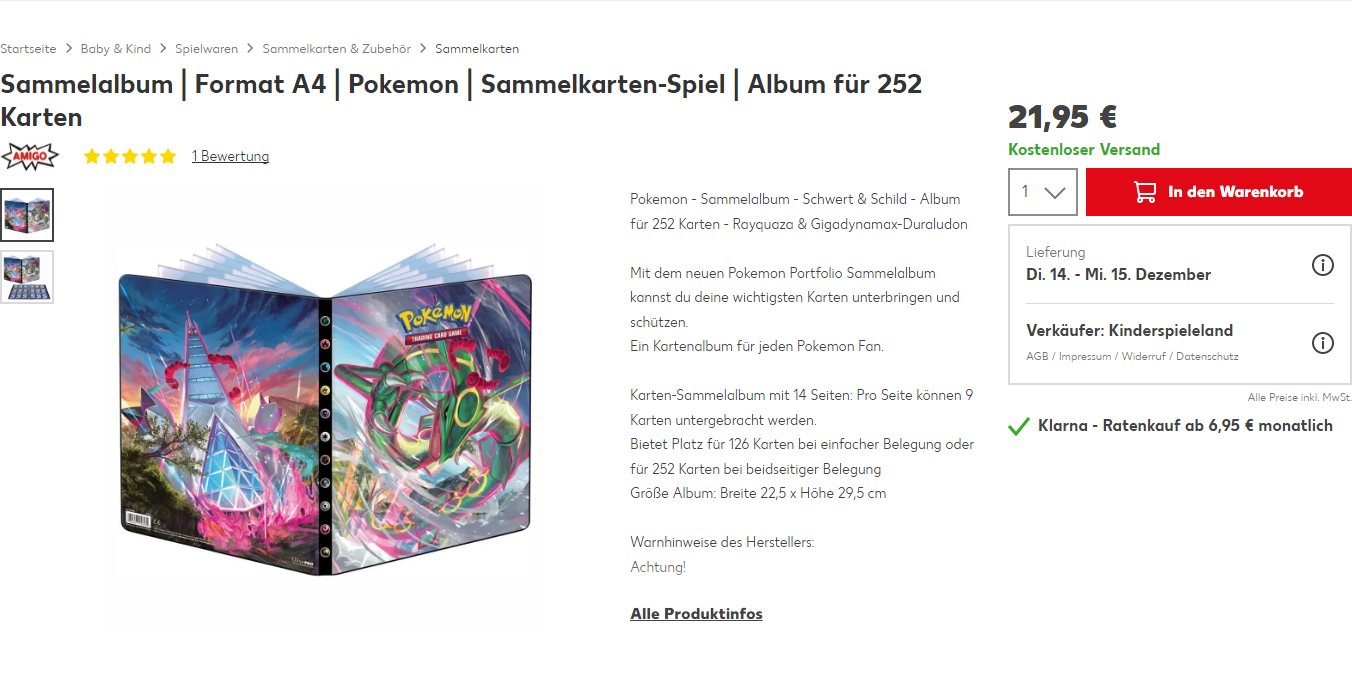 Startseite > Baby & Kind > Spielwaren > Sammelkarten & Zubehör > Sammelkarten
Sammelalbum | Format A4 | Pokemon | Sammelkarten-Spiel | Album für 252
Karten
AMIGO
1 Bewertung
POKÉMON
TRADING CARD GAME
Pokemon - Sammelalbum - Schwert & Schild - Album
für 252 Karten - Rayquaza & Gigadynamax-Duraludon
Mit dem neuen Pokemon Portfolio Sammelalbum
kannst du deine wichtigsten Karten unterbringen und
schützen.
Ein Kartenalbum für jeden Pokemon Fan.
Karten-Sammelalbum mit 14 Seiten: Pro Seite können 9
Karten untergebracht werden.
Bietet Platz für 126 Karten bei einfacher Belegung oder
für 252 Karten bei beidseitiger Belegung
Größe Album: Breite 22,5 x Höhe 29,5 cm
Warnhinweise des Herstellers:
Achtung!
Alle Produktinfos
21,95 €
Kostenloser Versand
1
In den Warenkorb
Lieferung
Di. 14. - Mi. 15. Dezember
Verkäufer: Kinderspieleland
AGB / Impressum / Widerruf / Datenschutz
Alle Preise inkl. MwSt.
Klarna - Ratenkauf ab 6,95 € monatlich